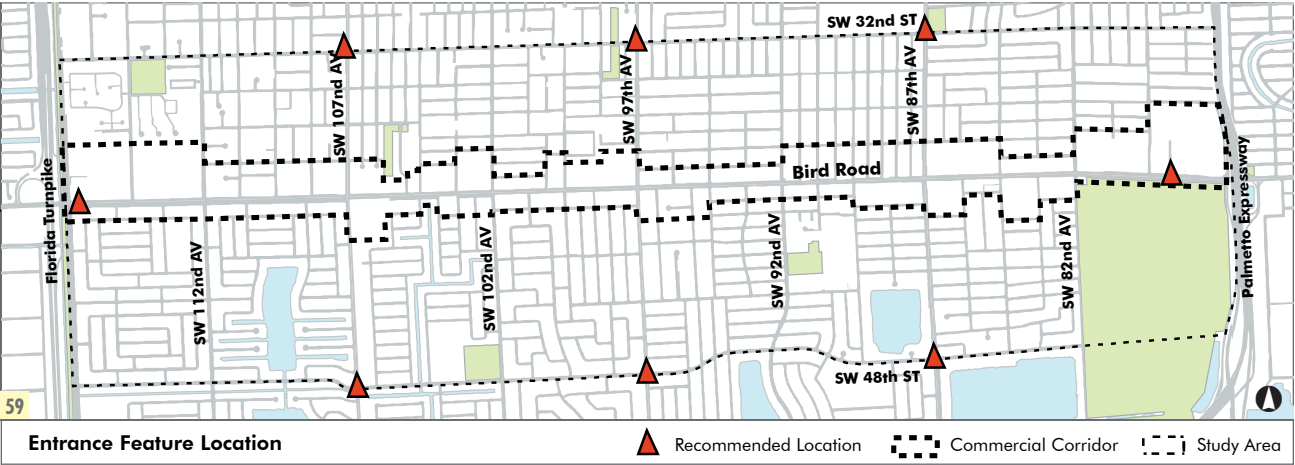 SW 32nd ST
SW 107nd AV
SW 97th AV
SW 87th AV
Bird Road
Florida Turnpike
Palmetto Expressway
SW 112nd AV
SW 102nd AV
SW 92nd AV
SW 82nd AV
SW 48th ST
59
Entrance Feature Location
Recommended Location
Commercial Corridor
Study Area